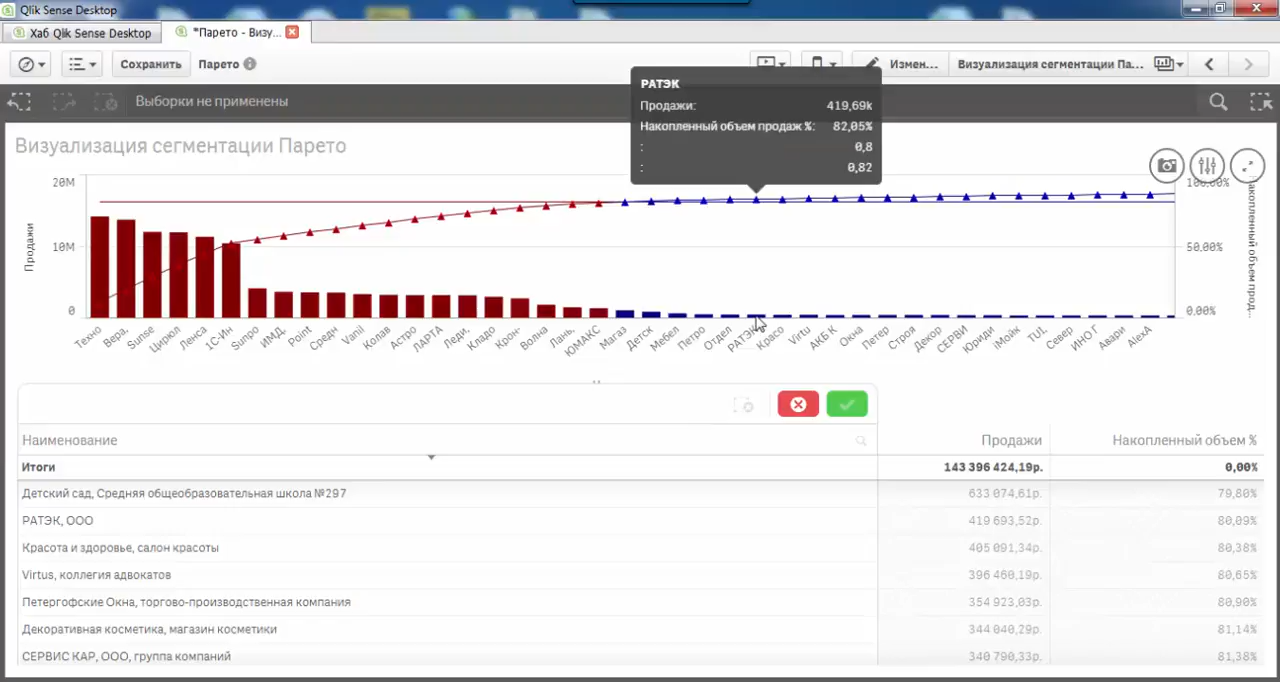 Qlik Sense Desktop
Хаб Qlik Sense Desktop
*Парето - Визу...
Сохранить
Парето
Измен...
Визуализация сегментации Па...
Выборки не применены
РАТЭК
Продажи: 419,69k
Накопленный объем продаж %: 82,05%
: 0,8
: 0,82
Визуализация сегментации Парето
20M
10M
0
Продажи
100,00%
50,00%
0,00%
Накопленный объем прод...
Техно
Вера,
Sunse
Циркл
Ленса
1С-Ин
Sunpo
ИМД,
Point
Средн
Vanil
Колав
Астро
ЛАРТА
Леди,
Кладо
Крон-
Волна
Лань,
ЮМАКС
Магаз
Детск
Мебел
Петро
Отдел
РАТЭК
Красо
Virtu
АКБ К
Окна
Петер
Строя
Декор
СЕРВИ
Юриди
iМойк
TUI,
Север
ИНО Г
Авари
AlexA
Наименование Продажи Накопленный объем %
Итоги 143 396 424,19р. 0,00%
Детский сад, Средняя общеобразовательная школа №297 633 074,61р. 79,80%
РАТЭК, ООО 419 693,52р. 80,09%
Красота и здоровье, салон красоты 405 091,34р. 80,38%
Virtus, коллегия адвокатов 396 460,19р. 80,65%
Петергофские Окна, торгово-производственная компания 354 923,03р. 80,90%
Декоративная косметика, магазин косметики 344 040,29р. 81,14%
СЕРВИС КАР, ООО, группа компаний 340 790,33р. 81,38%